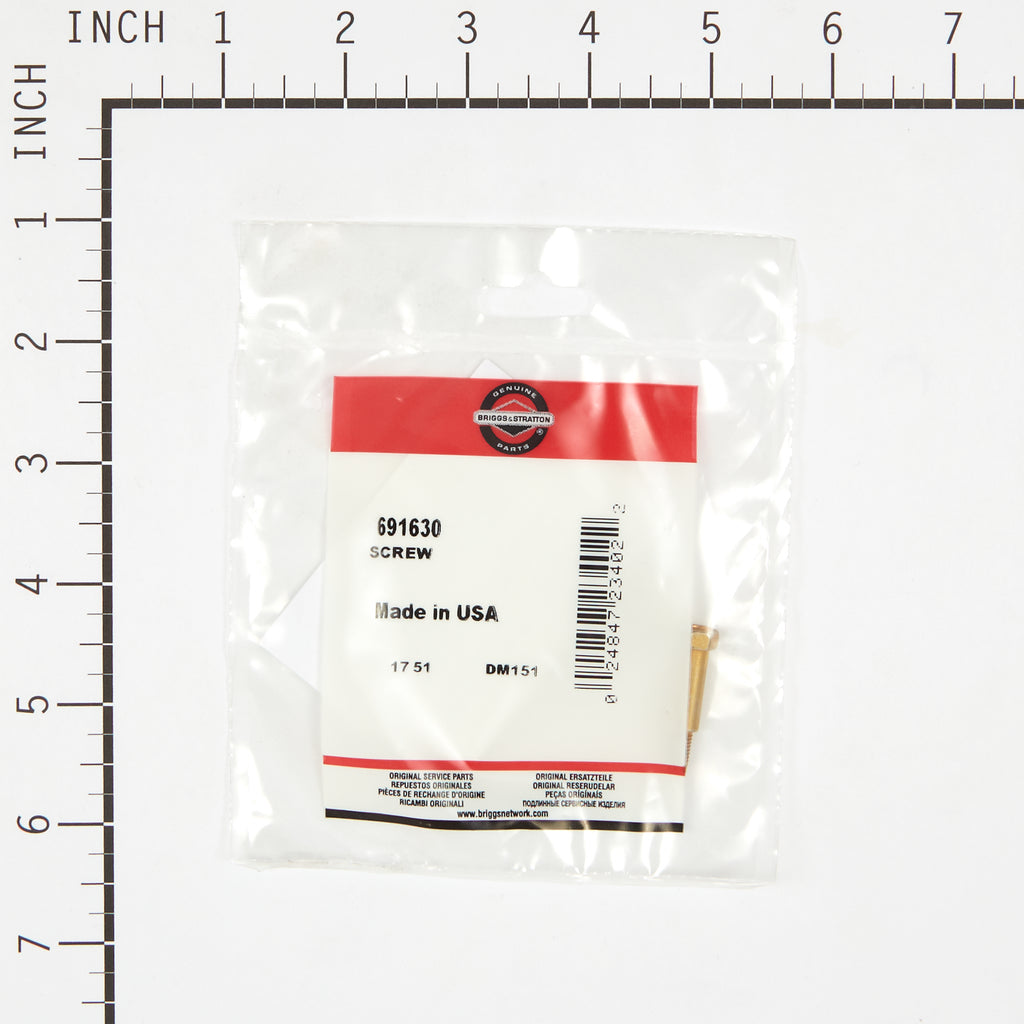 INCH 1 2 3 4 5 6 7
INCH
1
2
3
4
5
6
7
GENUINE
BRIGGS & STRATTON
®
PARTS
691630
SCREW
Made in USA
17 51 DM151
0 24847 23402 2
ORIGINAL SERVICE PARTS
REPUESTOS ORIGINALES
PIÈCES DE RECHANGE D'ORIGINE
RICAMBI ORIGINALI
ORIGINAL ERSATZTEILE
ORIGINAL RESERUDELAR
PEÇAS ORIGINAIS
ПОДЛИННЫЕ СЕРВИСНЫЕ ИЗДЕЛИЯ
www.briggsnetwork.com